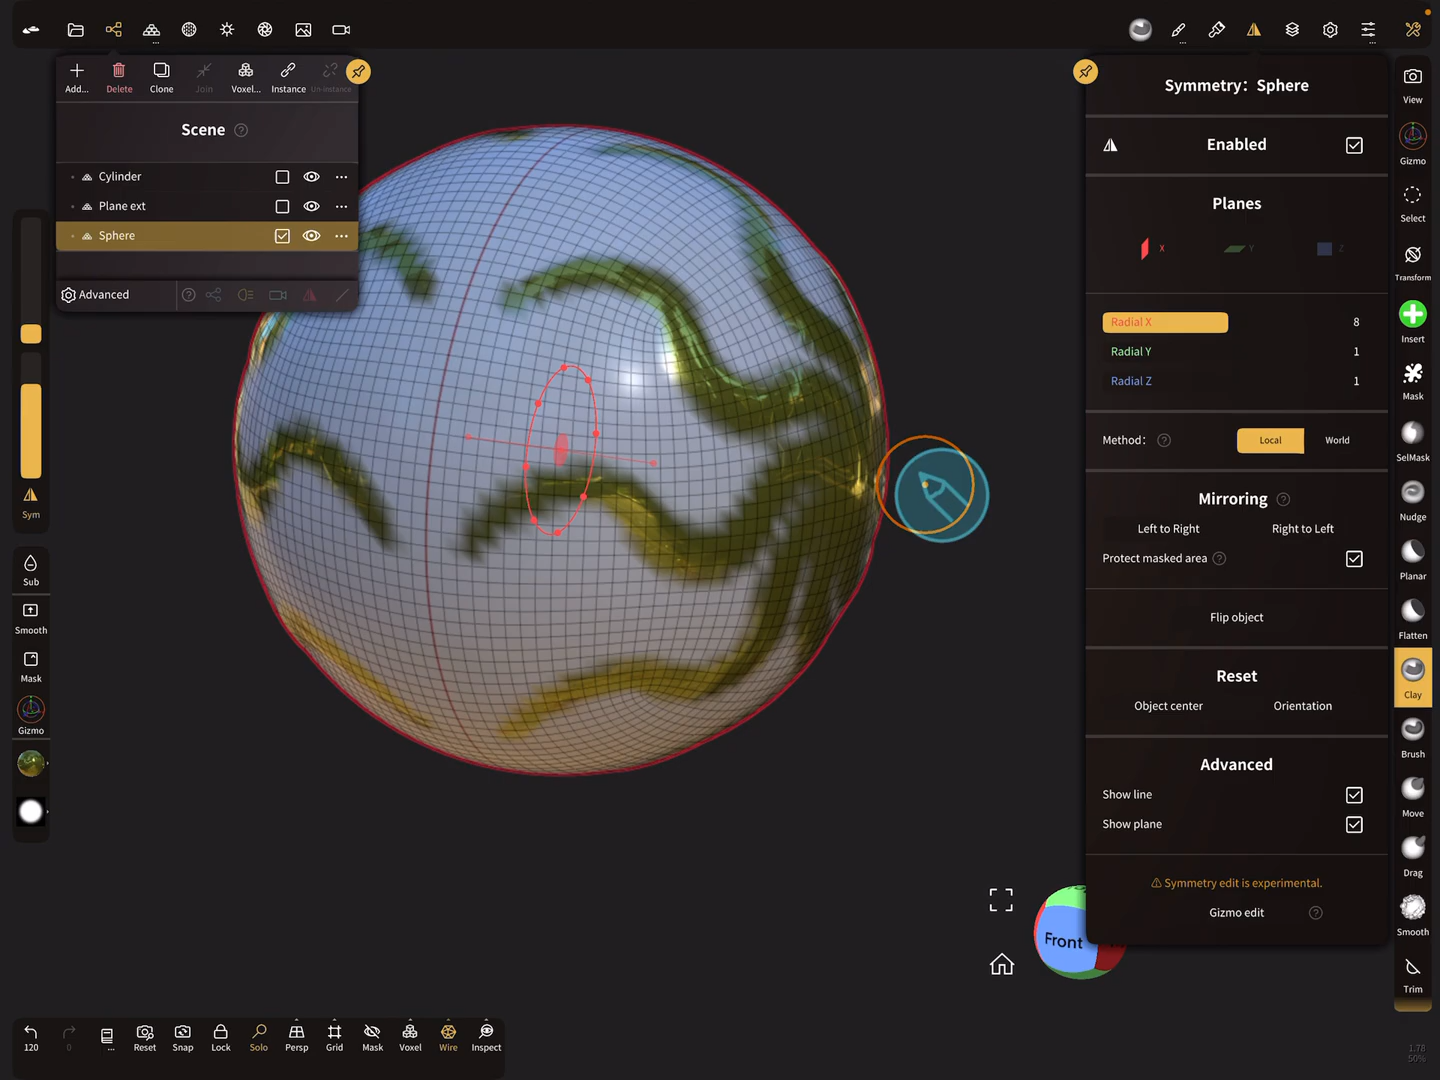 Add...
Delete
Clone
Join
Voxel...
Instance
Un-instance
Scene
Cylinder
Plane ext
Sphere
Advanced
Sym
Sub
Smooth
Mask
Gizmo
Symmetry: Sphere
Enabled
Planes
X
Y
Z
Radial X 8
Radial Y 1
Radial Z 1
Method: Local World
Mirroring
Left to Right Right to Left
Protect masked area
Flip object
Reset
Object center Orientation
Advanced
Show line
Show plane
Symmetry edit is experimental.
Gizmo edit
View
Gizmo
Select
Transform
Insert
Mask
SelMask
Nudge
Planar
Flatten
Clay
Brush
Move
Drag
Smooth
Trim
Front
120
0
...
Reset
Snap
Lock
Solo
Persp
Grid
Mask
Voxel
Wire
Inspect
1.78
50%